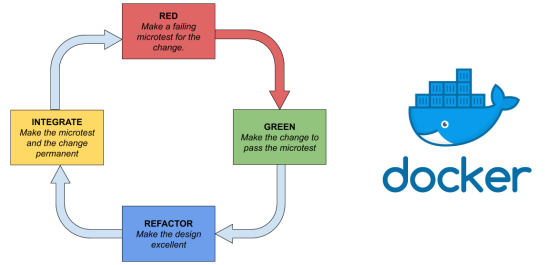 RED
Make a failing
microtest for the
change.
INTEGRATE
Make the microtest
and the change
permanent
GREEN
Make the change to
pass the microtest
REFACTOR
Make the design
excellent
docker